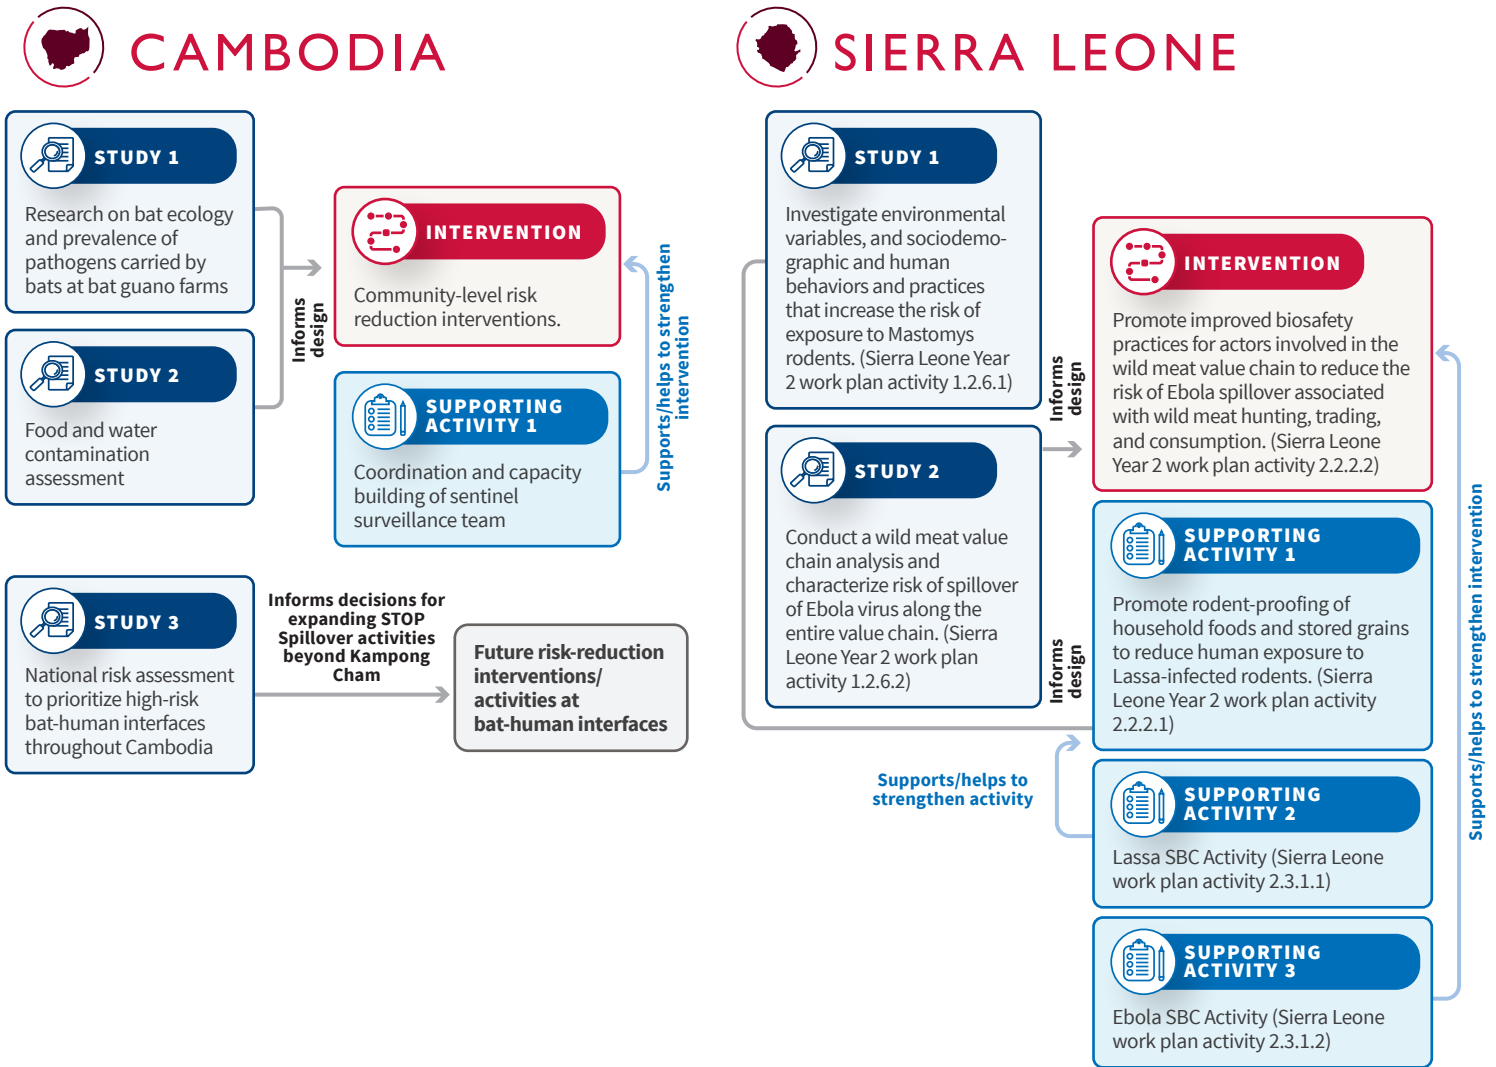 CAMBODIA
STUDY 1
Research on bat ecology
and prevalence of
pathogens carried by
bats at bat guano farms
STUDY 2
Food and water
contamination
assessment
Informs
design
INTERVENTION
Community-level risk
reduction interventions.
SUPPORTING
ACTIVITY 1
Coordination and capacity
building of sentinel
surveillance team
Supports/helps to strengthen
intervention
STUDY 3
National risk assessment
to prioritize high-risk
bat-human interfaces
throughout Cambodia
Informs decisions for
expanding STOP
Spillover activities
beyond Kampong
Cham
Future risk-reduction
interventions/
activities at
bat-human interfaces
SIERRA LEONE
STUDY 1
Investigate environmental
variables, and sociodemo-
graphic and human
behaviors and practices
that increase the risk of
exposure to Mastomys
rodents. (Sierra Leone Year
2 work plan activity 1.2.6.1)
STUDY 2
Conduct a wild meat value
chain analysis and
characterize risk of spillover
of Ebola virus along the
entire value chain. (Sierra
Leone Year 2 work plan
activity 1.2.6.2)
Informs
design
Informs
design
INTERVENTION
Promote improved biosafety
practices for actors involved in the
wild meat value chain to reduce the
risk of Ebola spillover associated
with wild meat hunting, trading,
and consumption. (Sierra Leone
Year 2 work plan activity 2.2.2.2)
SUPPORTING
ACTIVITY 1
Promote rodent-proofing of
household foods and stored grains
to reduce human exposure to
Lassa-infected rodents. (Sierra
Leone Year 2 work plan activity
2.2.2.1)
Supports/helps to
strengthen activity
SUPPORTING
ACTIVITY 2
Lassa SBC Activity (Sierra Leone
work plan activity 2.3.1.1)
SUPPORTING
ACTIVITY 3
Ebola SBC Activity (Sierra Leone
work plan activity 2.3.1.2)
Supports/helps to strengthen intervention